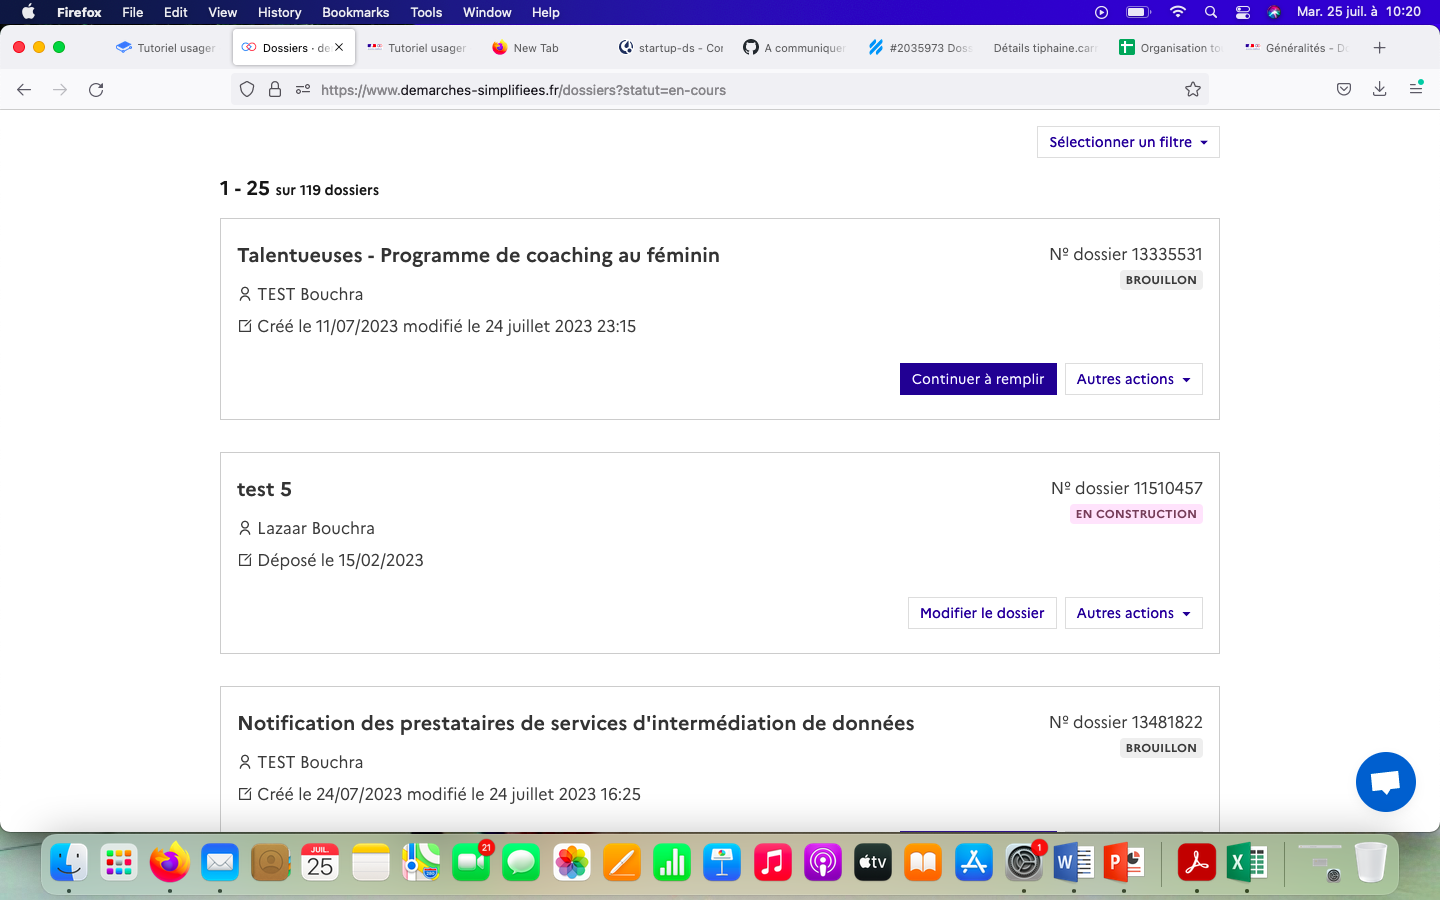 Firefox File Edit View History Bookmarks Tools Window Help Mar. 25 juil. à 10:20
Tutoriel usager Dossiers · de Tutoriel usager New Tab startup-ds - Cor A communiquer #2035973 Doss Détails tiphaine.carr Organisation to Généralités - Do
https://www.demarches-simplifiees.fr/dossiers?statut=en-cours
Sélectionner un filtre
1 - 25 sur 119 dossiers
Talentueuses - Programme de coaching au féminin
Nº dossier 13335531
BROUILLON
TEST Bouchra
Créé le 11/07/2023 modifié le 24 juillet 2023 23:15
Continuer à remplir
Autres actions
test 5
Nº dossier 11510457
EN CONSTRUCTION
Lazaar Bouchra
Déposé le 15/02/2023
Modifier le dossier
Autres actions
Notification des prestataires de services d'intermédiation de données
Nº dossier 13481822
BROUILLON
TEST Bouchra
Créé le 24/07/2023 modifié le 24 juillet 2023 16:25
JUIL.
25
21
280
tv
1
W
P
X